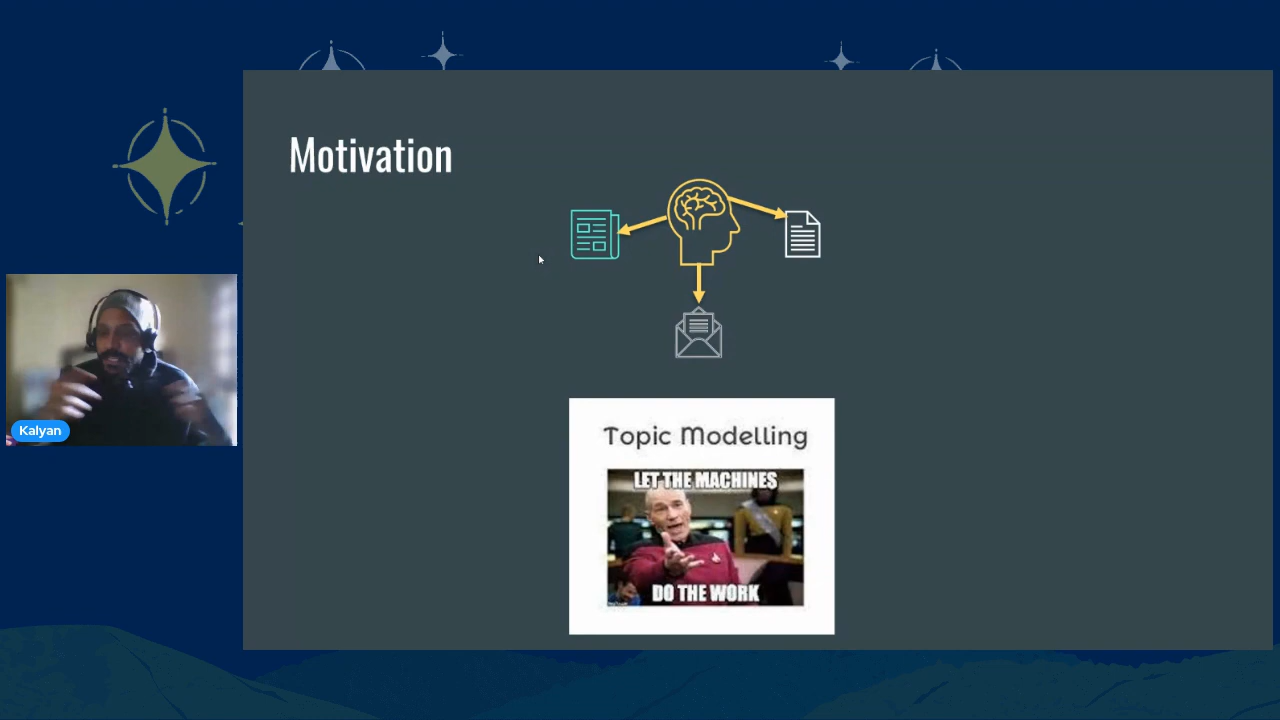 Motivation
Kalyan
Topic Modelling
LET THE MACHINES
DO THE WORK